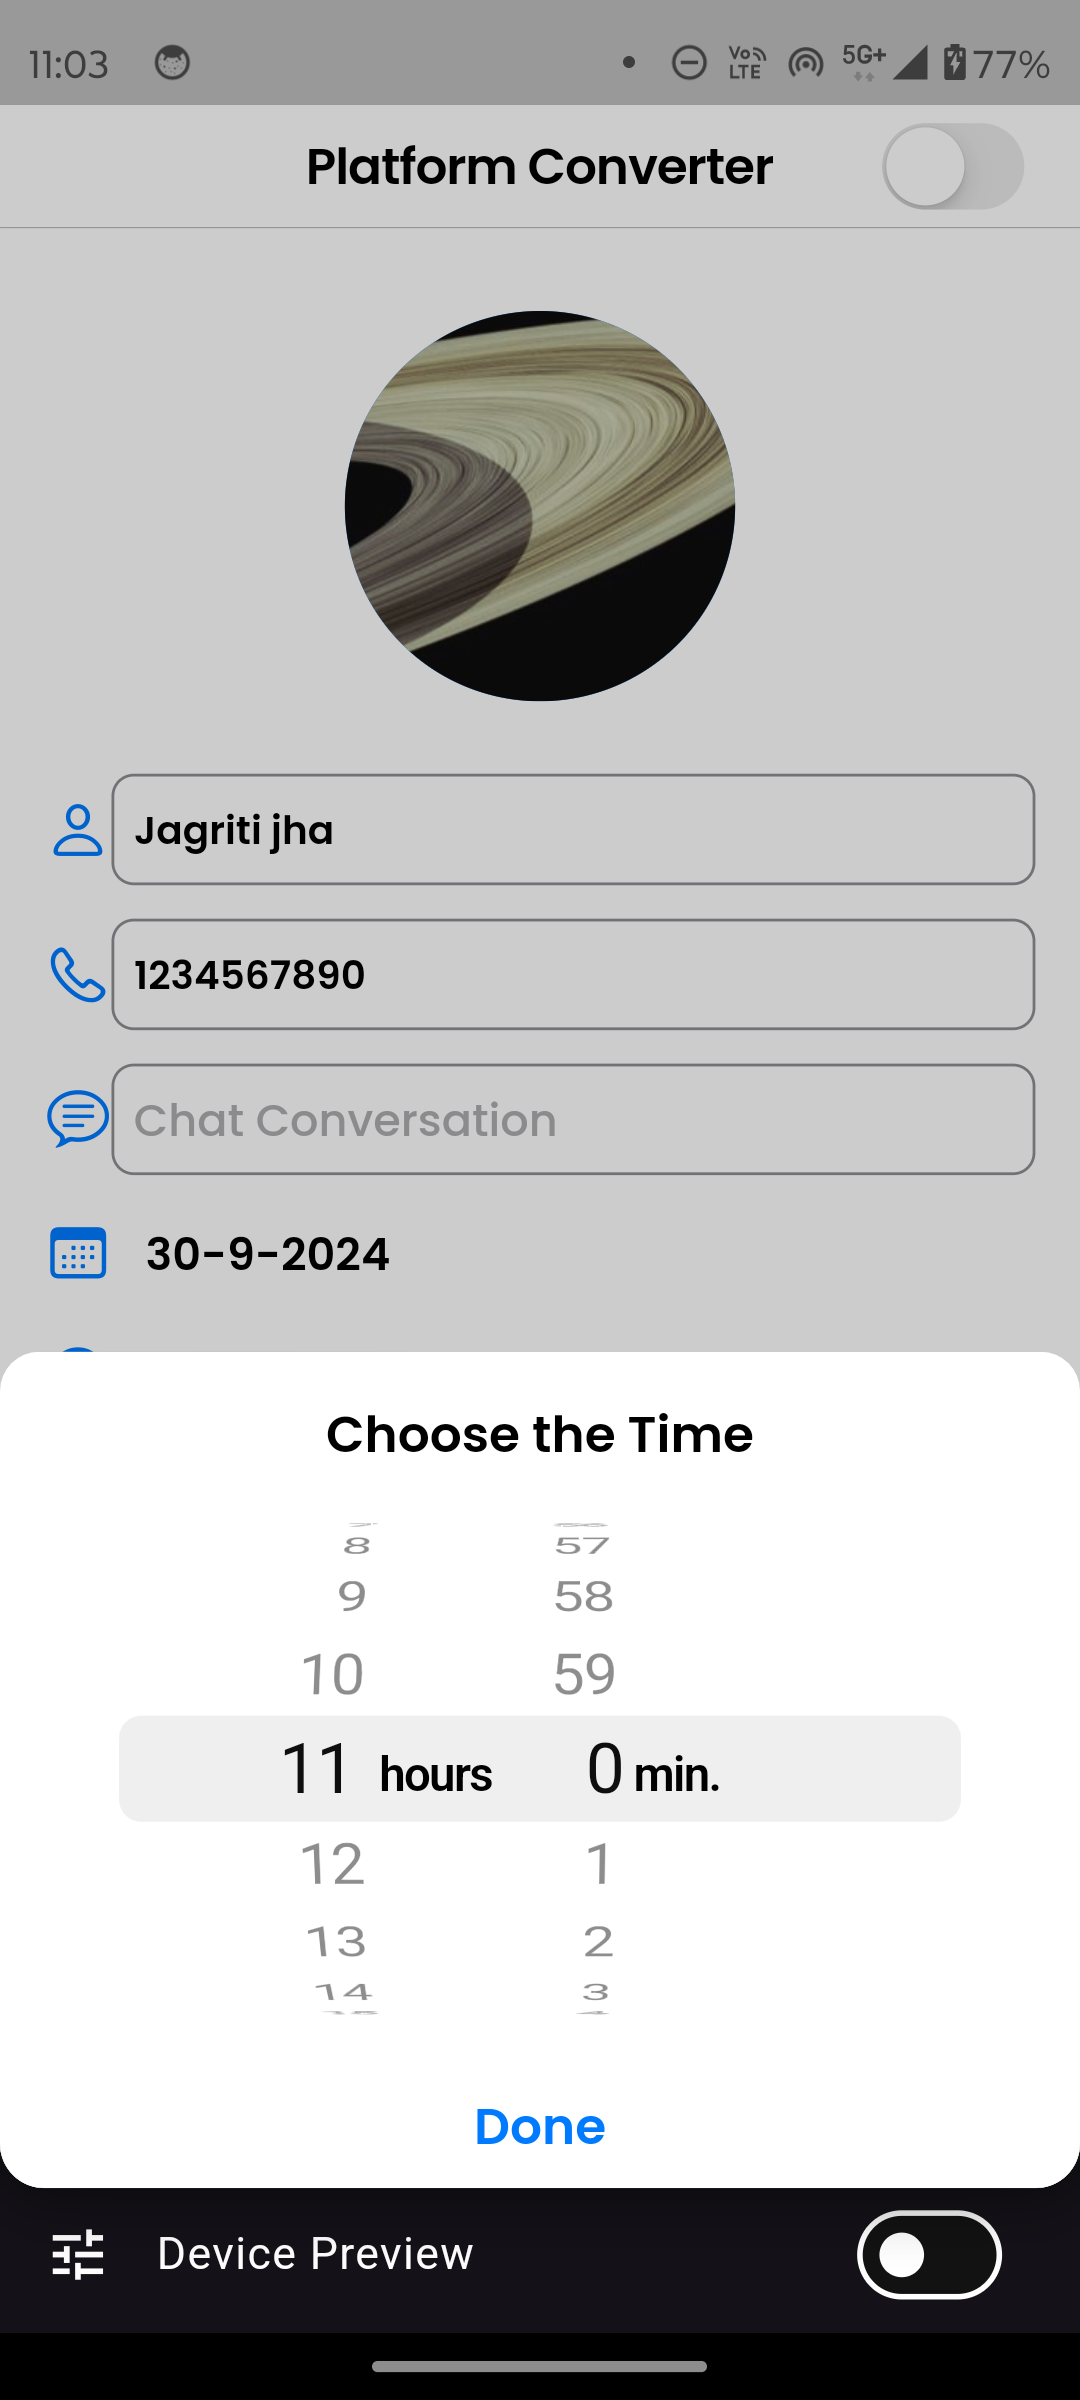 11:03 Vo LTE 5G+ 77%
Platform Converter
Jagriti jha
1234567890
Chat Conversation
30-9-2024
Choose the Time
8 57
9 58
10 59
11 hours 0 min.
12 1
13 2
14 3
Done
Device Preview